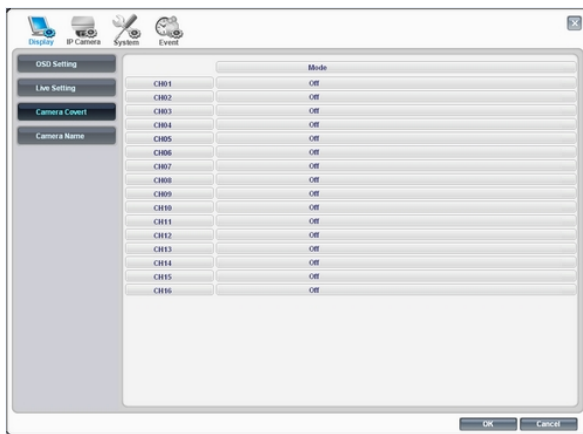 Display IP Camera System Event
OSD Setting
Live Setting
Camera Covert
Camera Name
Mode
CH01 Off
CH02 Off
CH03 Off
CH04 Off
CH05 Off
CH06 Off
CH07 Off
CH08 Off
CH09 Off
CH10 Off
CH11 Off
CH12 Off
CH13 Off
CH14 Off
CH15 Off
CH16 Off
OK Cancel